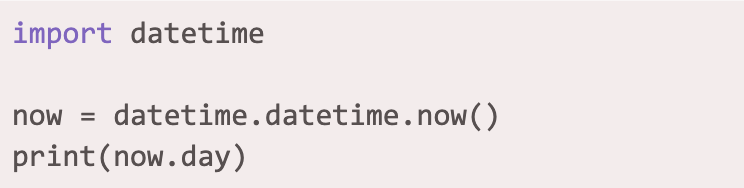 import datetime

now = datetime.datetime.now()
print(now.day)